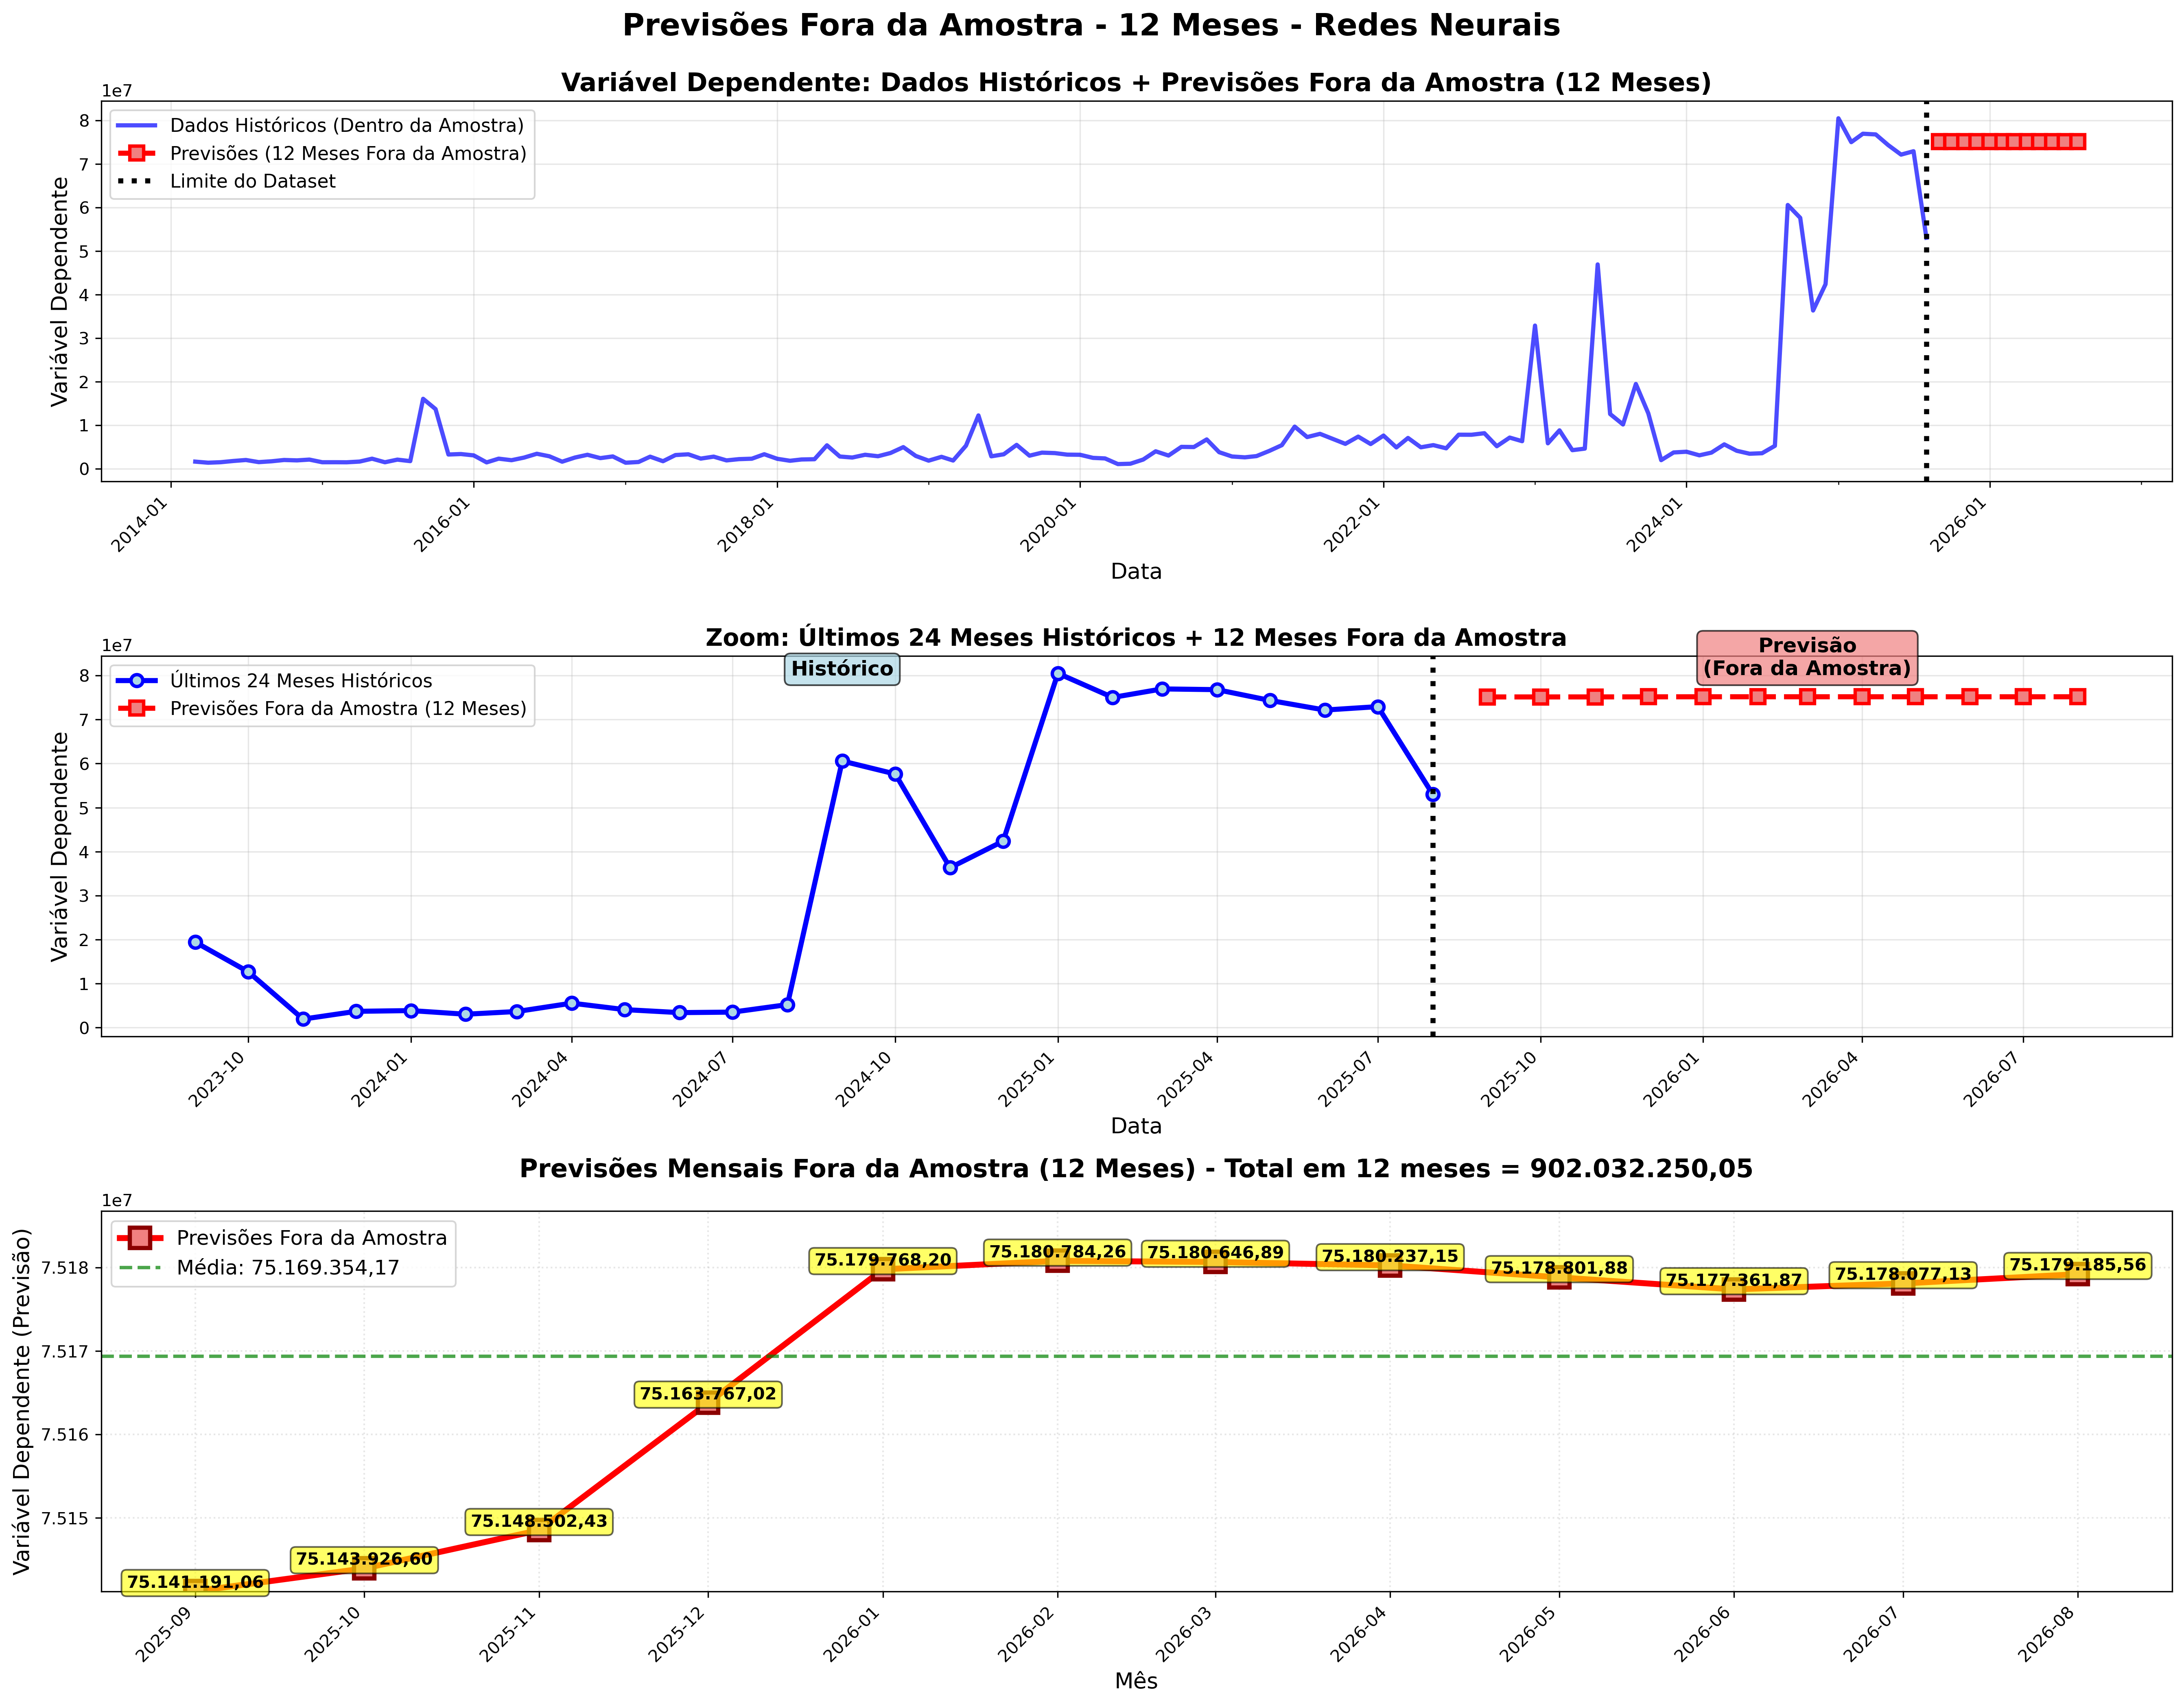 Previsões Fora da Amostra - 12 Meses - Redes Neurais
Variável Dependente: Dados Históricos + Previsões Fora da Amostra (12 Meses)
1e7
Dados Históricos (Dentro da Amostra)
Previsões (12 Meses Fora da Amostra)
Limite do Dataset
Variável Dependente
8
7
6
5
4
3
2
1
0
2014-01
2016-01
2018-01
2020-01
2022-01
2024-01
2026-01
Data
Zoom: Últimos 24 Meses Históricos + 12 Meses Fora da Amostra
1e7
Últimos 24 Meses Históricos
Previsões Fora da Amostra (12 Meses)
Histórico
Previsão
(Fora da Amostra)
Variável Dependente
8
7
6
5
4
3
2
1
0
2023-10
2024-01
2024-04
2024-07
2024-10
2025-01
2025-04
2025-07
2025-10
2026-01
2026-04
2026-07
Data
Previsões Mensais Fora da Amostra (12 Meses) - Total em 12 meses = 902.032.250,05
1e7
Previsões Fora da Amostra
Média: 75.169.354,17
Variável Dependente (Previsão)
7.518
7.517
7.516
7.515
75.141.191,06
75.143.926,60
75.148.502,43
75.163.767,02
75.179.768,20
75.180.784,26
75.180.646,89
75.180.237,15
75.178.801,88
75.177.361,87
75.178.077,13
75.179.185,56
2025-09
2025-10
2025-11
2025-12
2026-01
2026-02
2026-03
2026-04
2026-05
2026-06
2026-07
2026-08
Mês